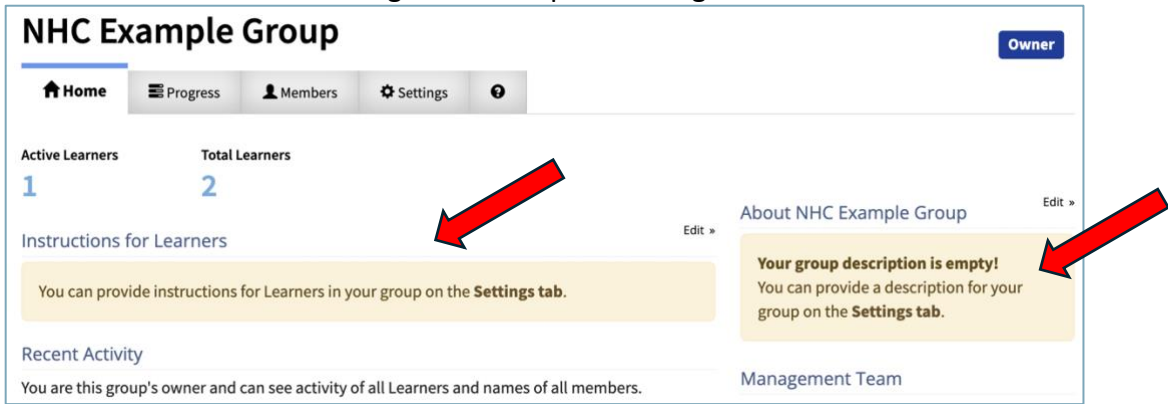 NHC Example Group
Owner
Home
Progress
Members
Settings
?
Active Learners
Total Learners
1
2
Instructions for Learners
Edit »
You can provide instructions for Learners in your group on the Settings tab.
Recent Activity
You are this group's owner and can see activity of all Learners and names of all members.
About NHC Example Group
Edit »
Your group description is empty!
You can provide a description for your
group on the Settings tab.
Management Team